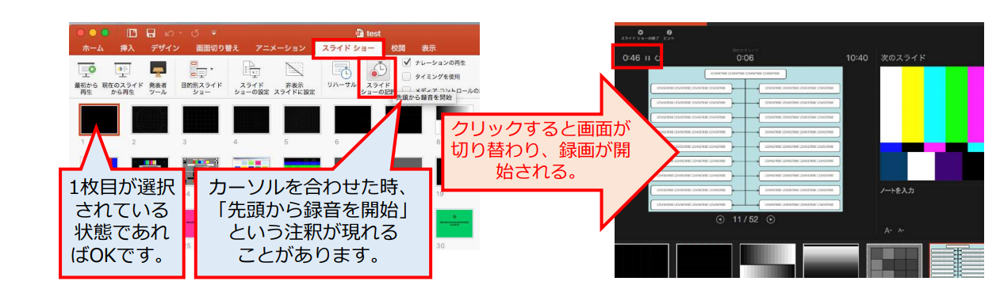 test
ホーム 挿入 デザイン 画面切り替え アニメーション スライド ショー 校閲 表示
最初から
再生
現在のスライド
から再生
発表者
ツール
目的別スライド
ショー
スライド
ショーの設定
非表示
スライドに設定
リハーサル
スライド
ショーの記録
ナレーションの再生
タイミングを使用
メディア コントロールの
先頭から録音を開始
1 2 3 4 5 6 8
19
30
1枚目が選択
されている
状態であれ
ばOKです。
カーソルを合わせた時、
「先頭から録音を開始」
という注釈が現れる
ことがあります。
クリックすると画面が
切り替わり、録画が開
始される。
スライド ショーの終了 ヒント
現在のスライド
0:46 0:06 10:40 次のスライド
11 / 52
ノートを入力
A- A-